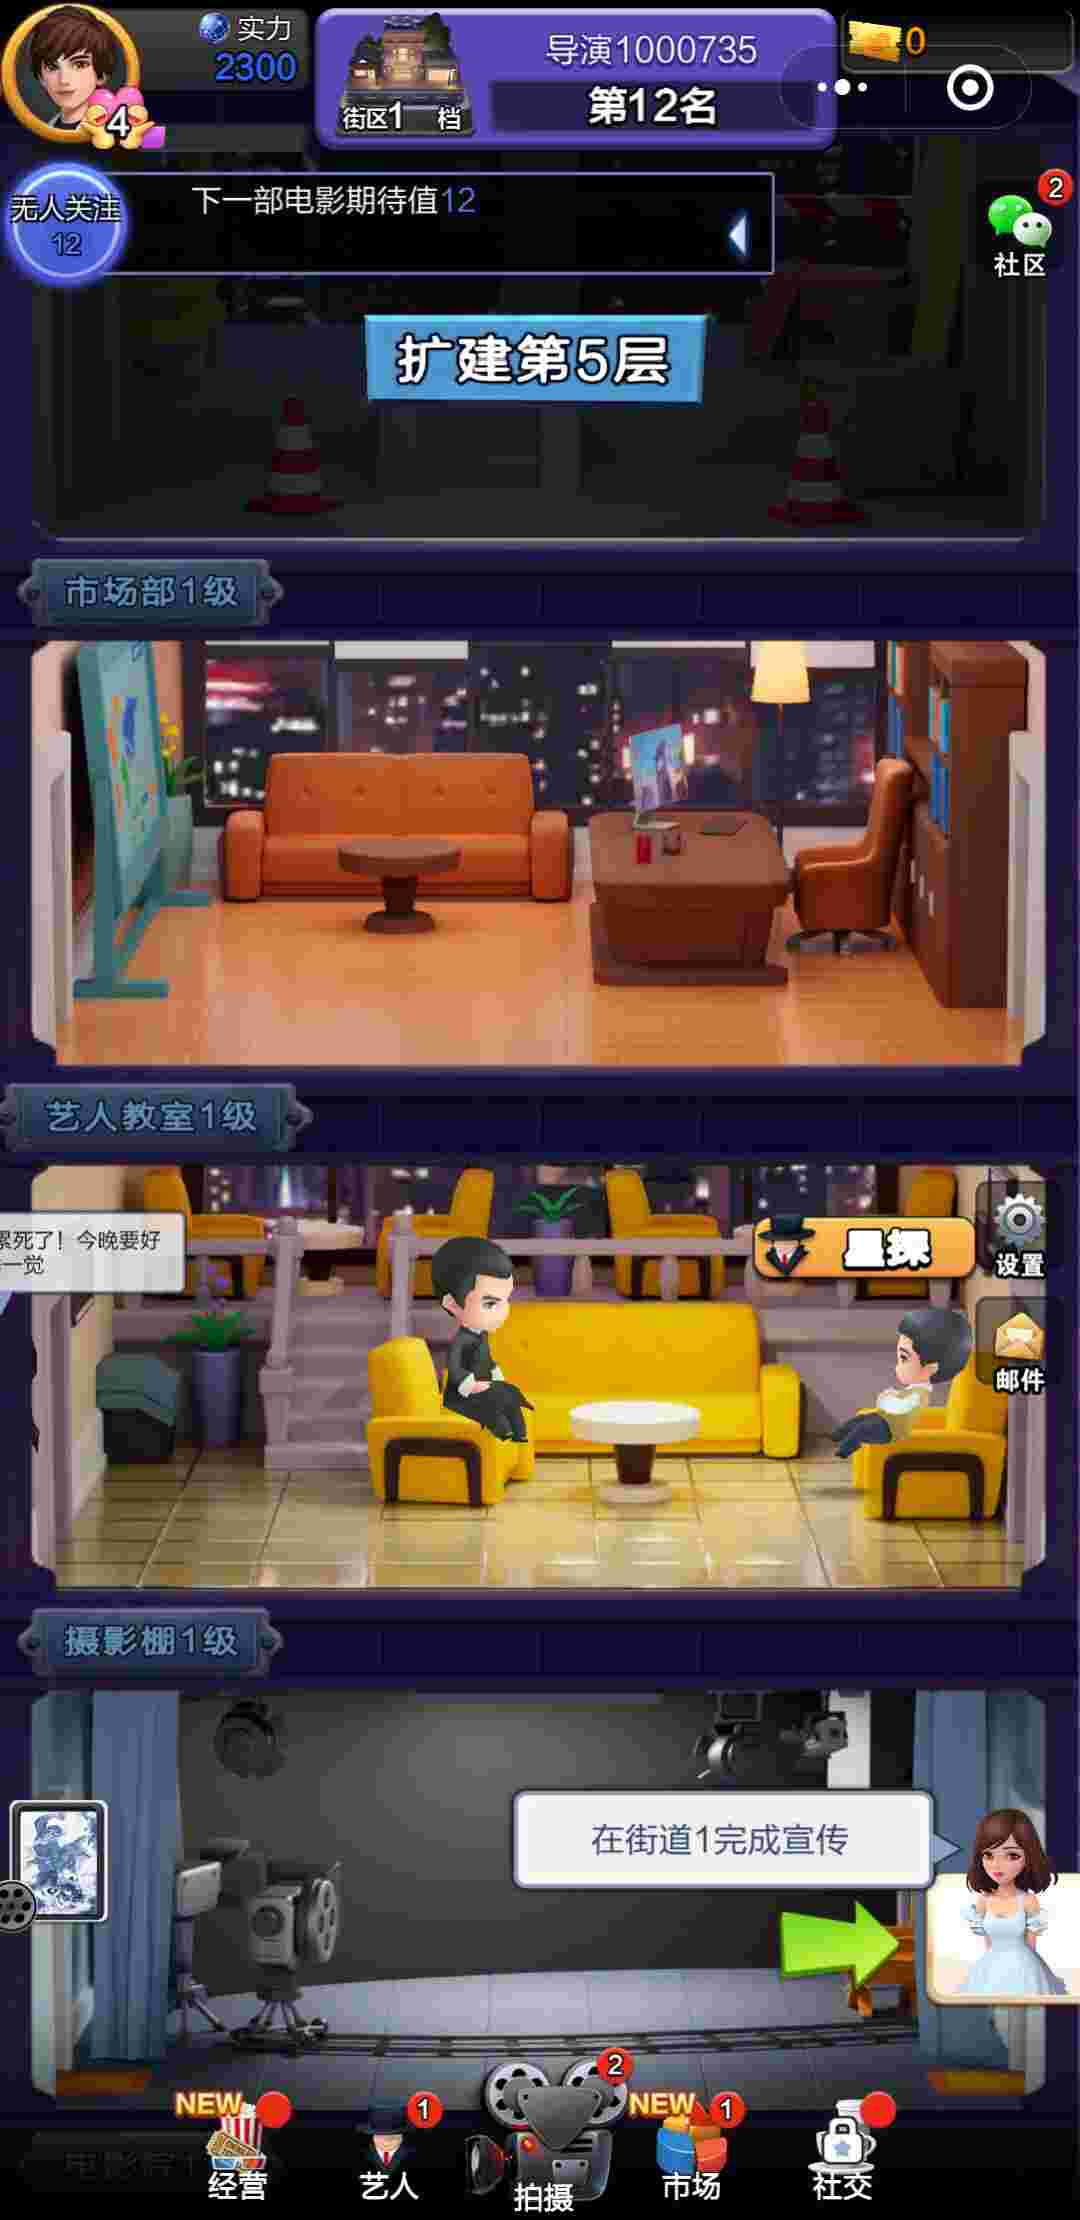 实力
2300
4
街区1 档
导演1000735
第12名
0
无人关注
12
下一部电影期待值12
2
社区
扩建第5层
市场部1级
艺人教室1级
累死了！今晚要好
一觉
星探
设置
邮件
摄影棚1级
在街道1完成宣传
NEW
经营
1
艺人
2
拍摄
NEW
1
市场
社交